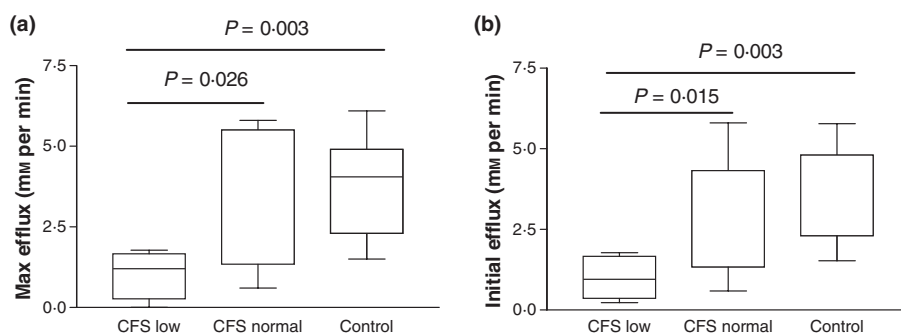 (a)
P = 0·003
P = 0·026
Max efflux (mM per min)
7·5
5·0
2·5
0·0
CFS low CFS normal Control
(b)
P = 0·003
P = 0·015
Initial efflux (mM per min)
7·5
5·0
2·5
0·0
CFS low CFS normal Control